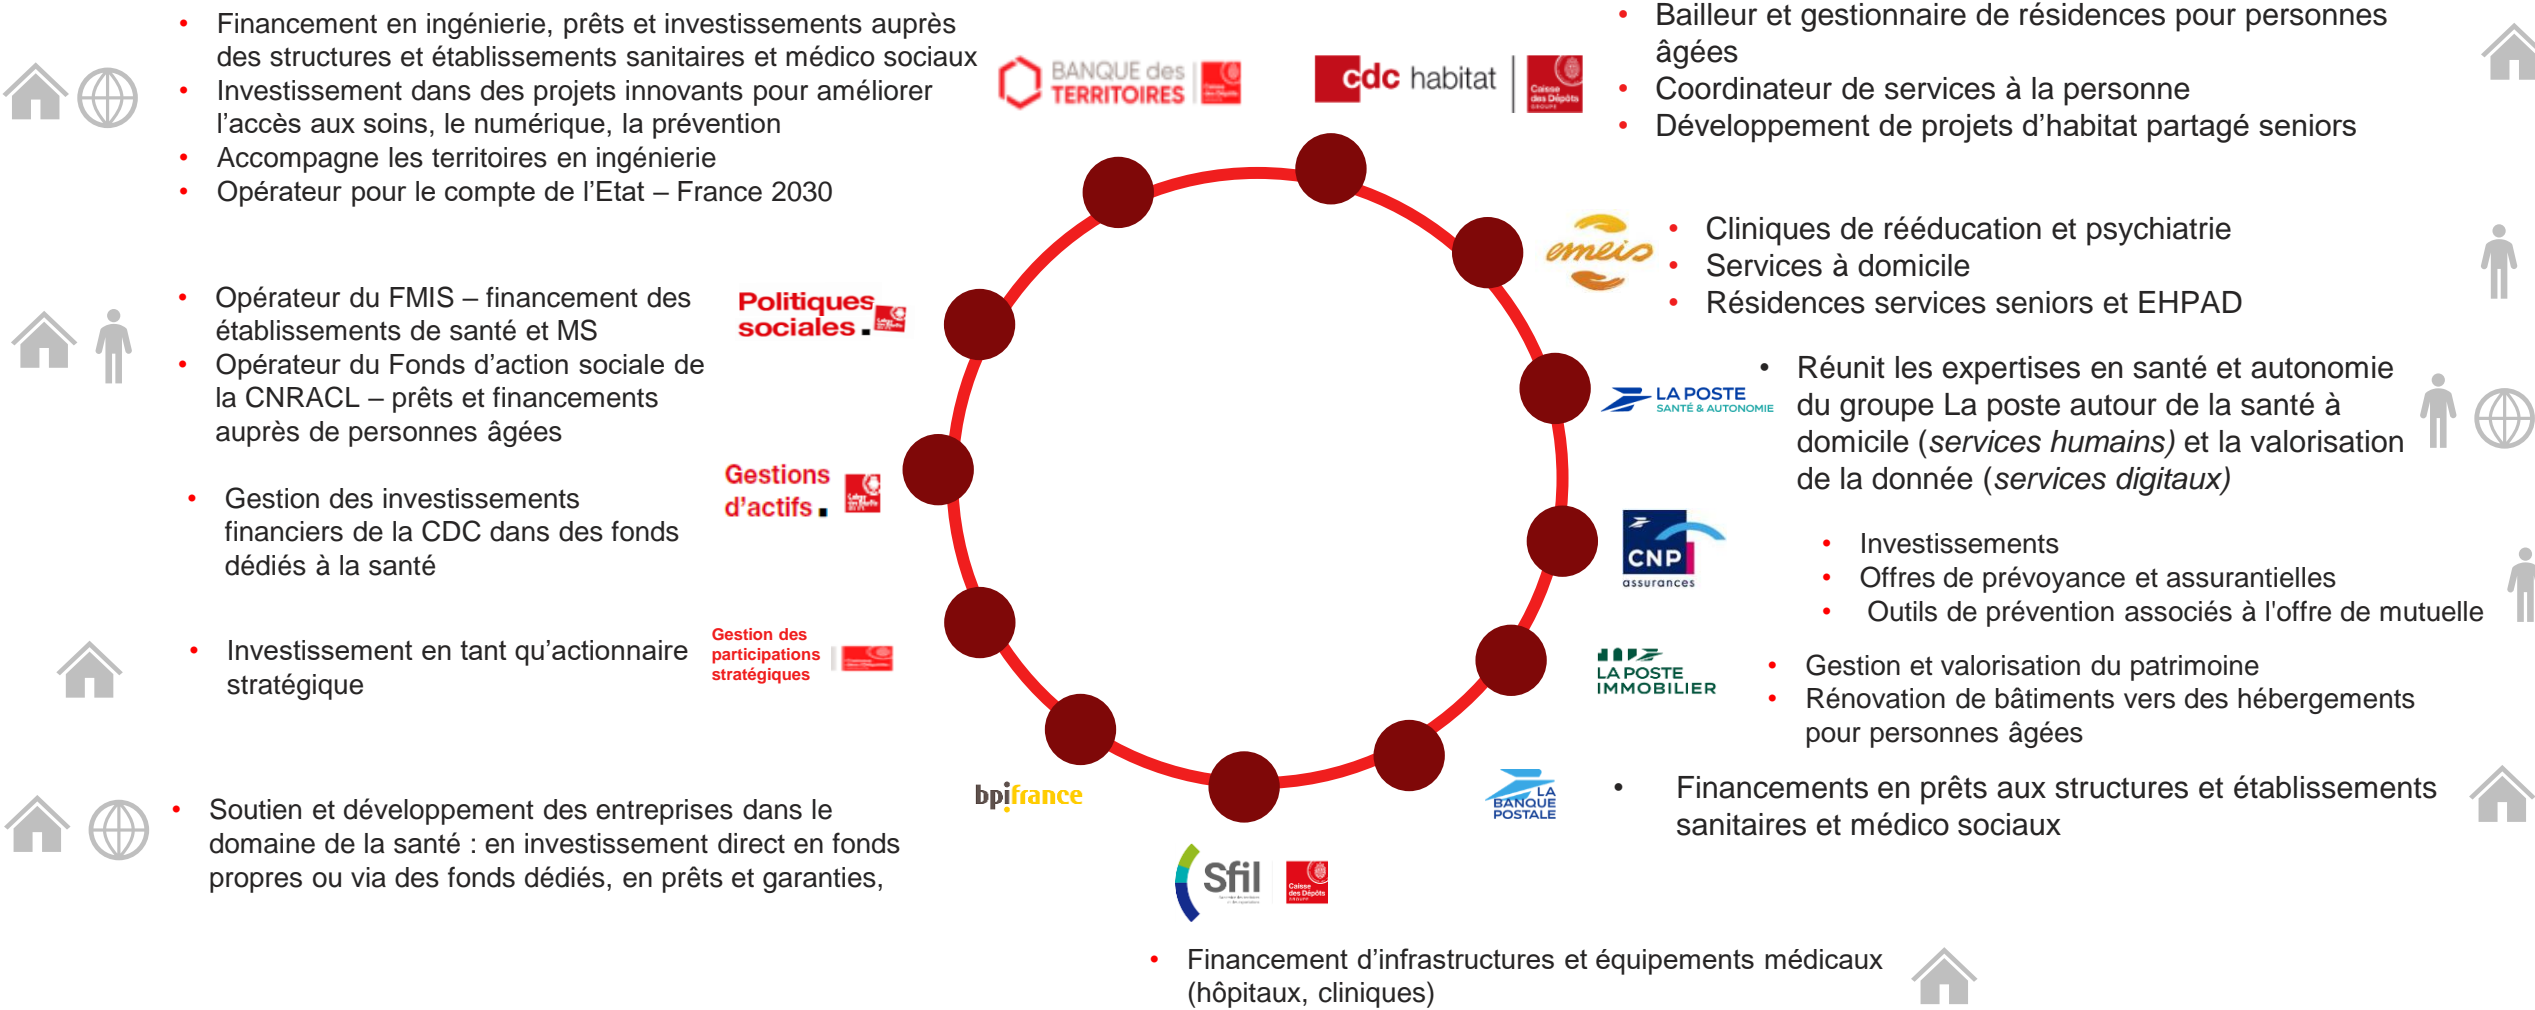 • Financement en ingénierie, prêts et investissements auprès
des structures et établissements sanitaires et médico sociaux
• Investissement dans des projets innovants pour améliorer
l’accès aux soins, le numérique, la prévention
• Accompagne les territoires en ingénierie
• Opérateur pour le compte de l’Etat – France 2030
BANQUE des
TERRITOIRES
cdc habitat
Caisse
des Dépôts
GROUPE
• Bailleur et gestionnaire de résidences pour personnes
âgées
• Coordinateur de services à la personne
• Développement de projets d’habitat partagé seniors
emeis
• Cliniques de rééducation et psychiatrie
• Services à domicile
• Résidences services seniors et EHPAD
• Opérateur du FMIS – financement des
établissements de santé et MS
• Opérateur du Fonds d’action sociale de
la CNRACL – prêts et financements
auprès de personnes âgées
Politiques
sociales
LA POSTE
SANTÉ & AUTONOMIE
• Réunit les expertises en santé et autonomie
du groupe La poste autour de la santé à
domicile (services humains) et la valorisation
de la donnée (services digitaux)
• Gestion des investissements
financiers de la CDC dans des fonds
dédiés à la santé
Gestions
d’actifs
CNP
assurances
• Investissements
• Offres de prévoyance et assurantielles
• Outils de prévention associés à l'offre de mutuelle
• Investissement en tant qu’actionnaire
stratégique
Gestion des
participations
stratégiques
LA POSTE
IMMOBILIER
• Gestion et valorisation du patrimoine
• Rénovation de bâtiments vers des hébergements
pour personnes âgées
• Soutien et développement des entreprises dans le
domaine de la santé : en investissement direct en fonds
propres ou via des fonds dédiés, en prêts et garanties,
bpifrance
LA
BANQUE
POSTALE
• Financements en prêts aux structures et établissements
sanitaires et médico sociaux
Sfil
Caisse
des Dépôts
GROUPE
• Financement d’infrastructures et équipements médicaux
(hôpitaux, cliniques)